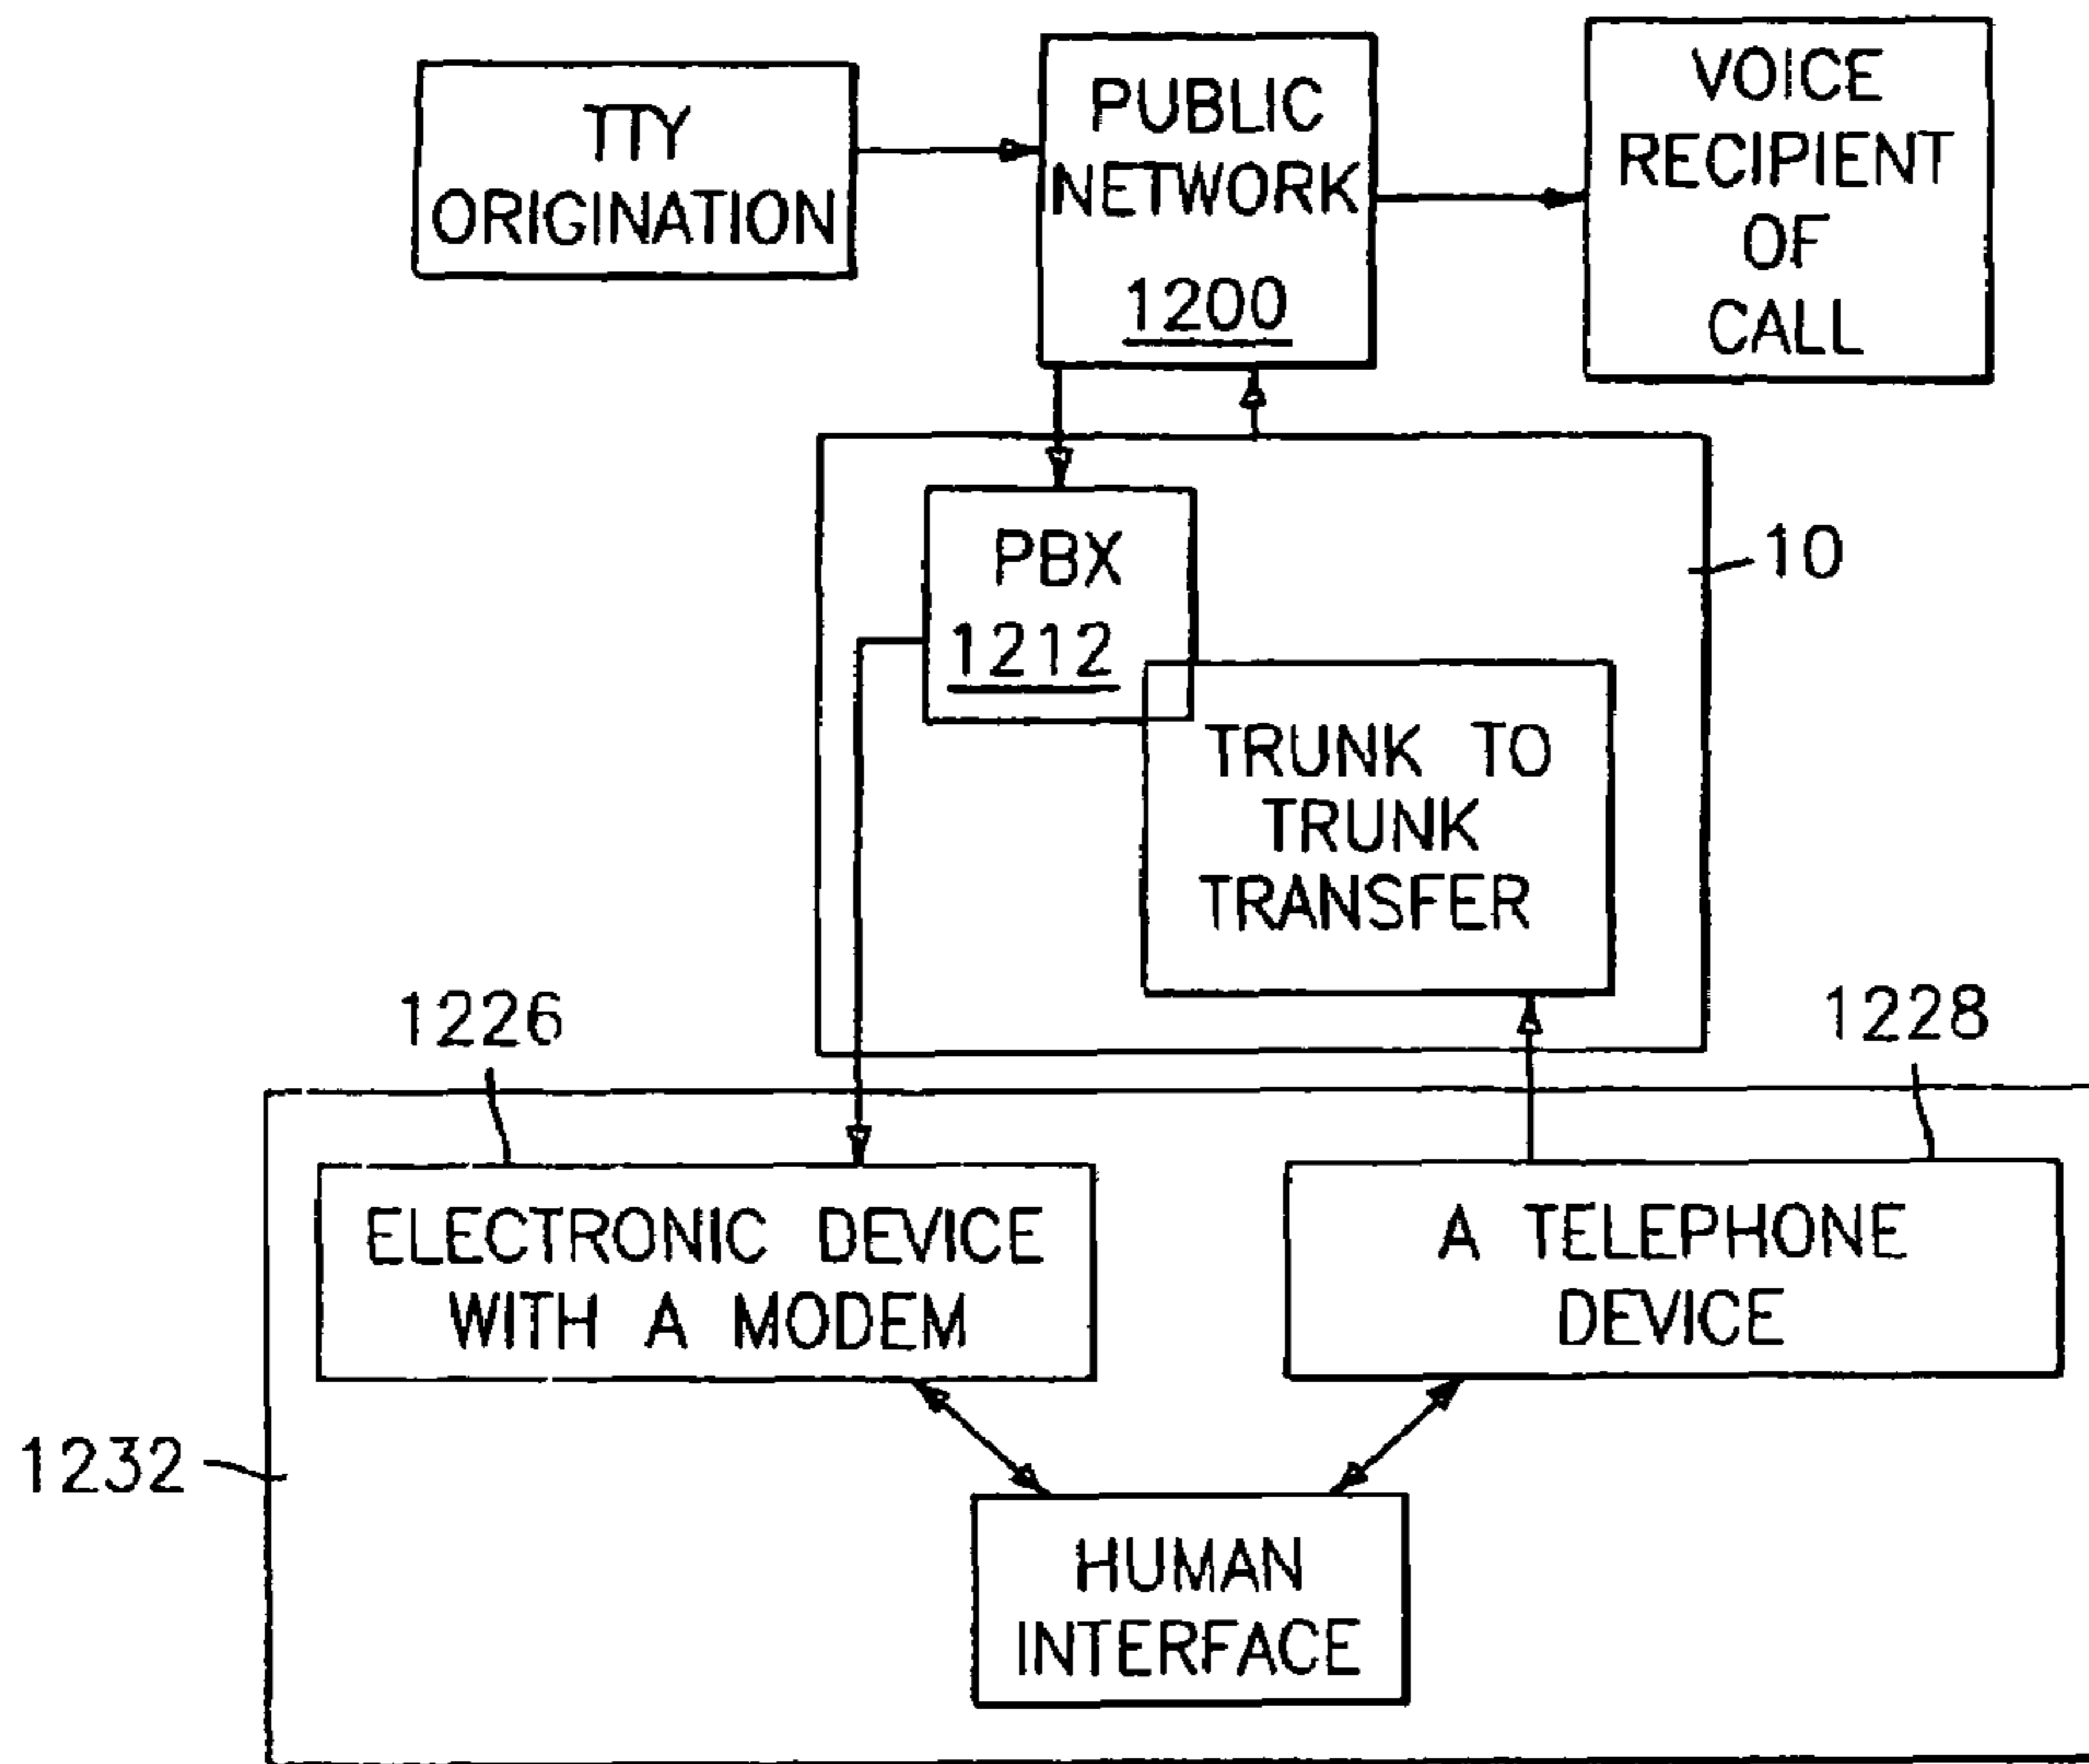 TTY
ORIGINATION
PUBLIC
NETWORK
1200
VOICE
RECIPIENT
OF
CALL
PBX
1212
10
TRUNK TO
TRUNK
TRANSFER
1226
1228
ELECTRONIC DEVICE
WITH A MODEM
A TELEPHONE
DEVICE
1232
HUMAN
INTERFACE